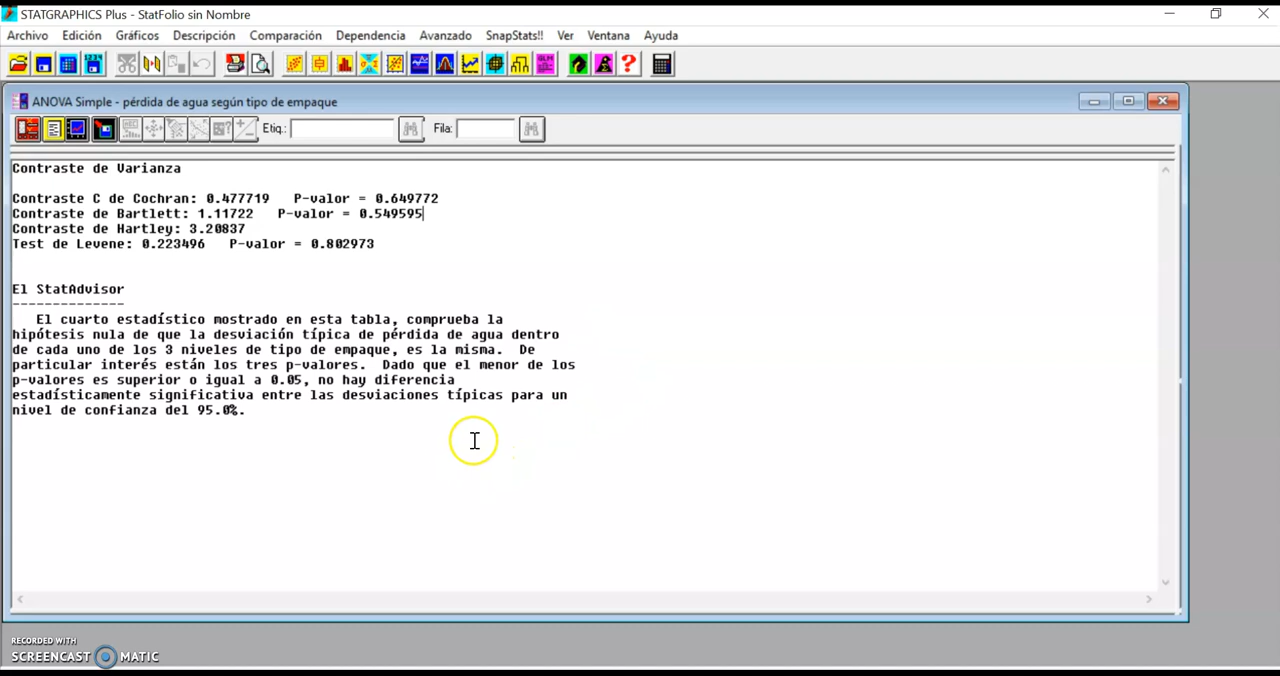 STATGRAPHICS Plus - StatFolio sin Nombre
Archivo Edición Gráficos Descripción Comparación Dependencia Avanzado SnapStats!! Ver Ventana Ayuda
ANOVA Simple - pérdida de agua según tipo de empaque
Etiq.: Fila:
Contraste de Varianza
Contraste C de Cochran: 0.477719 P-valor = 0.649772
Contraste de Bartlett: 1.11722 P-valor = 0.549595
Contraste de Hartley: 3.20837
Test de Levene: 0.223496 P-valor = 0.802973
El StatAdvisor
--------------
El cuarto estadístico mostrado en esta tabla, comprueba la
hipótesis nula de que la desviación típica de pérdida de agua dentro
de cada uno de los 3 niveles de tipo de empaque, es la misma. De
particular interés están los tres p-valores. Dado que el menor de los
p-valores es superior o igual a 0.05, no hay diferencia
estadísticamente significativa entre las desviaciones típicas para un
nivel de confianza del 95.0%.
RECORDED WITH
SCREENCAST MATIC